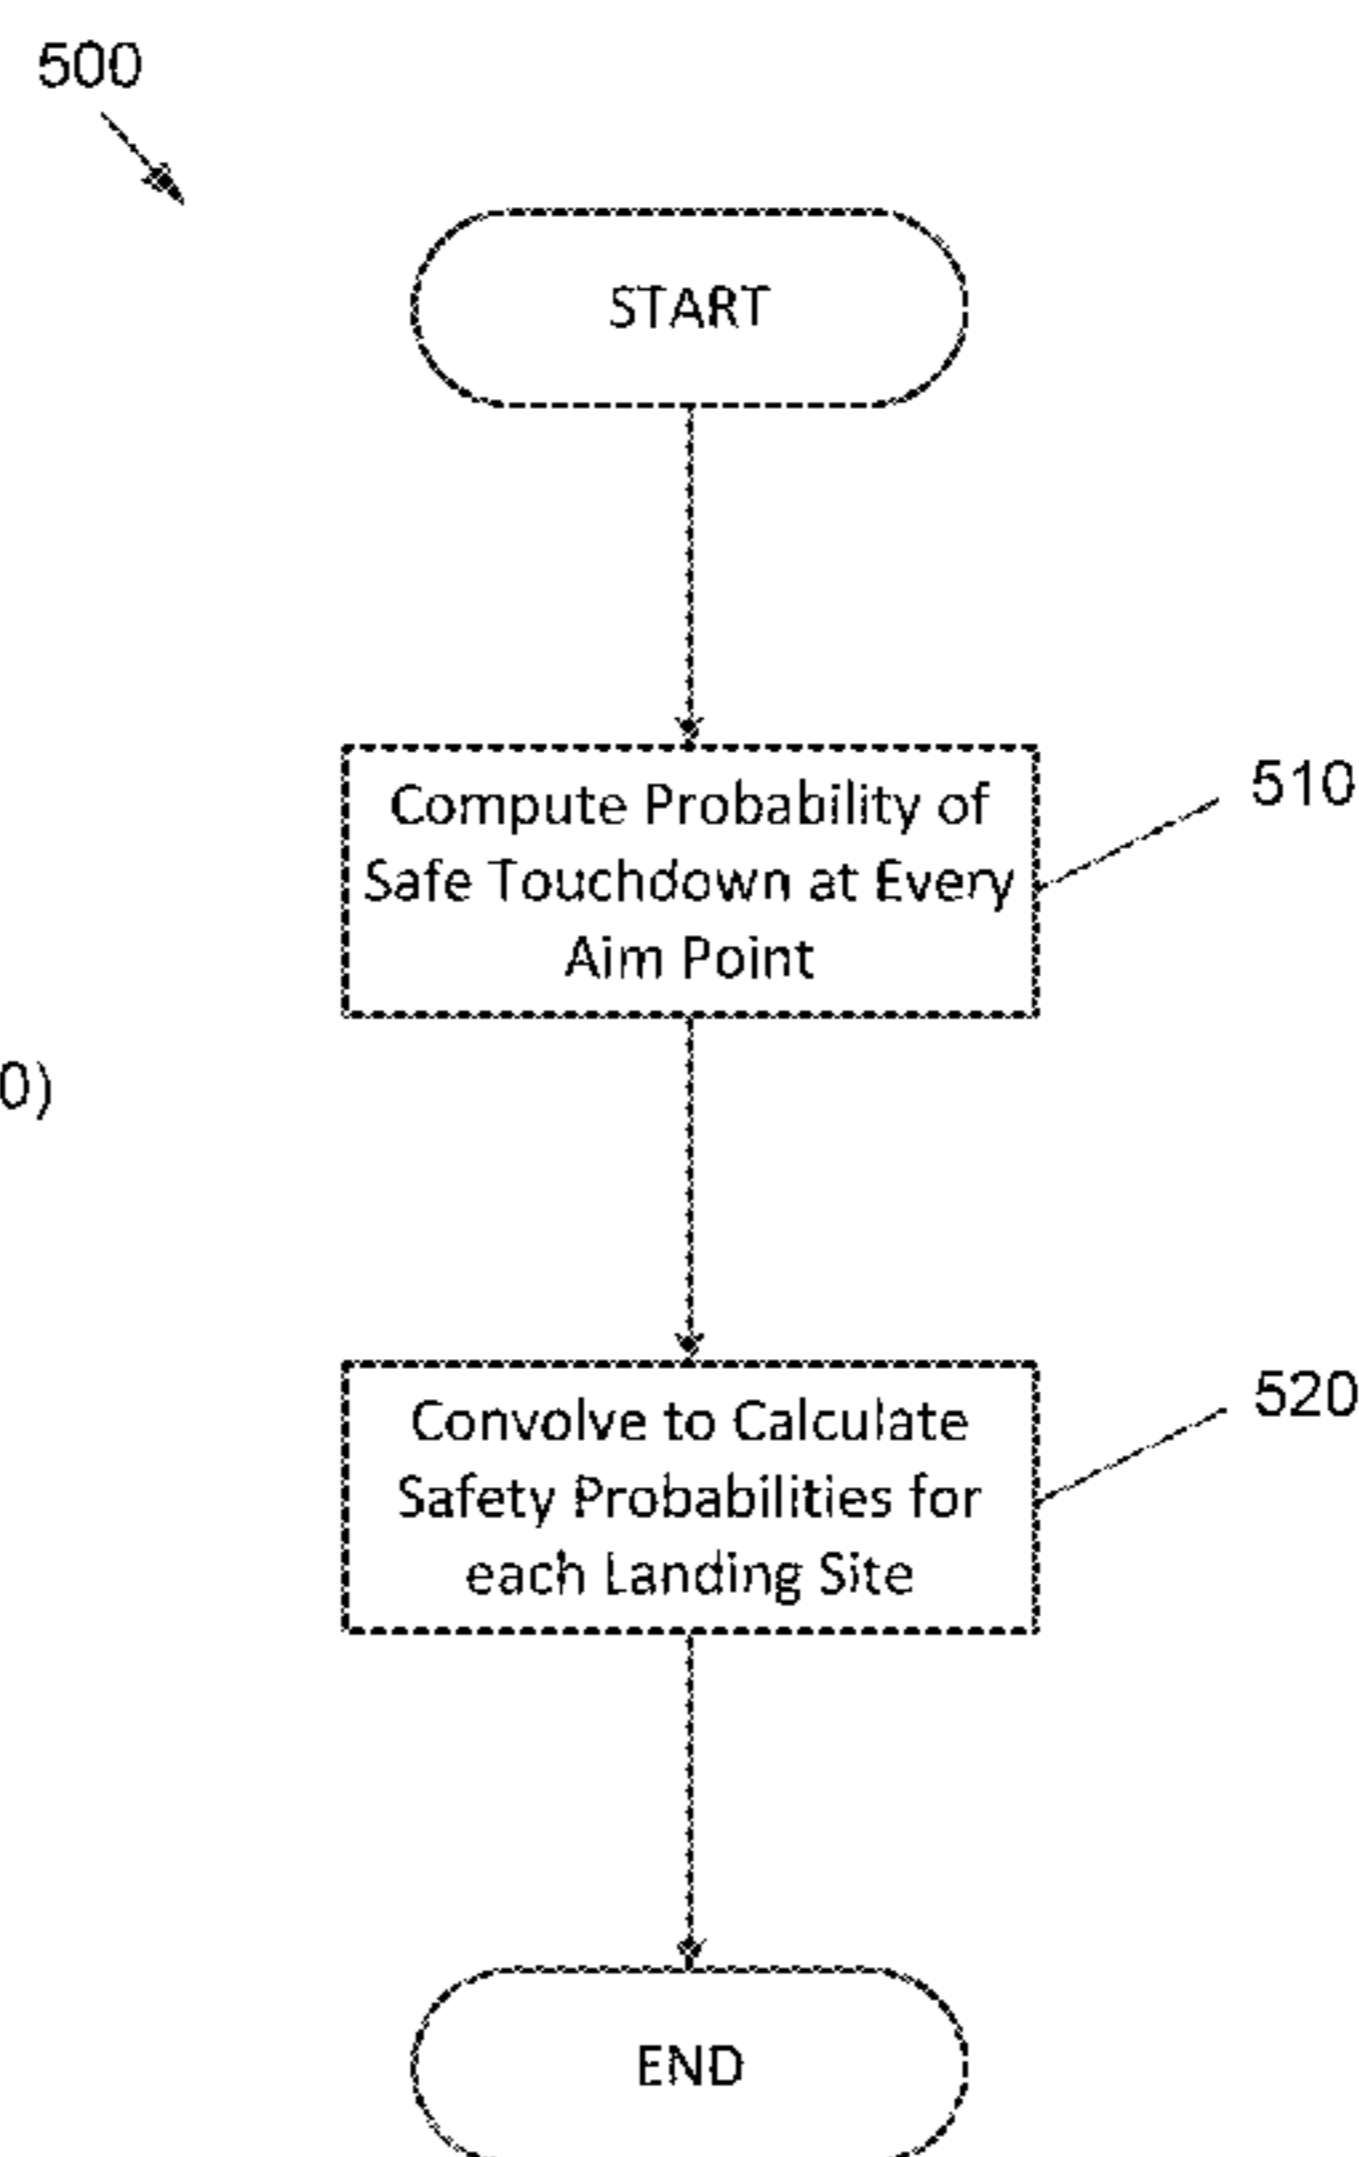 500
START
Compute Probability of
Safe Touchdown at Every
Aim Point
510
0)
Convolve to Calculate
Safety Probabilities for
each Landing Site
520
END